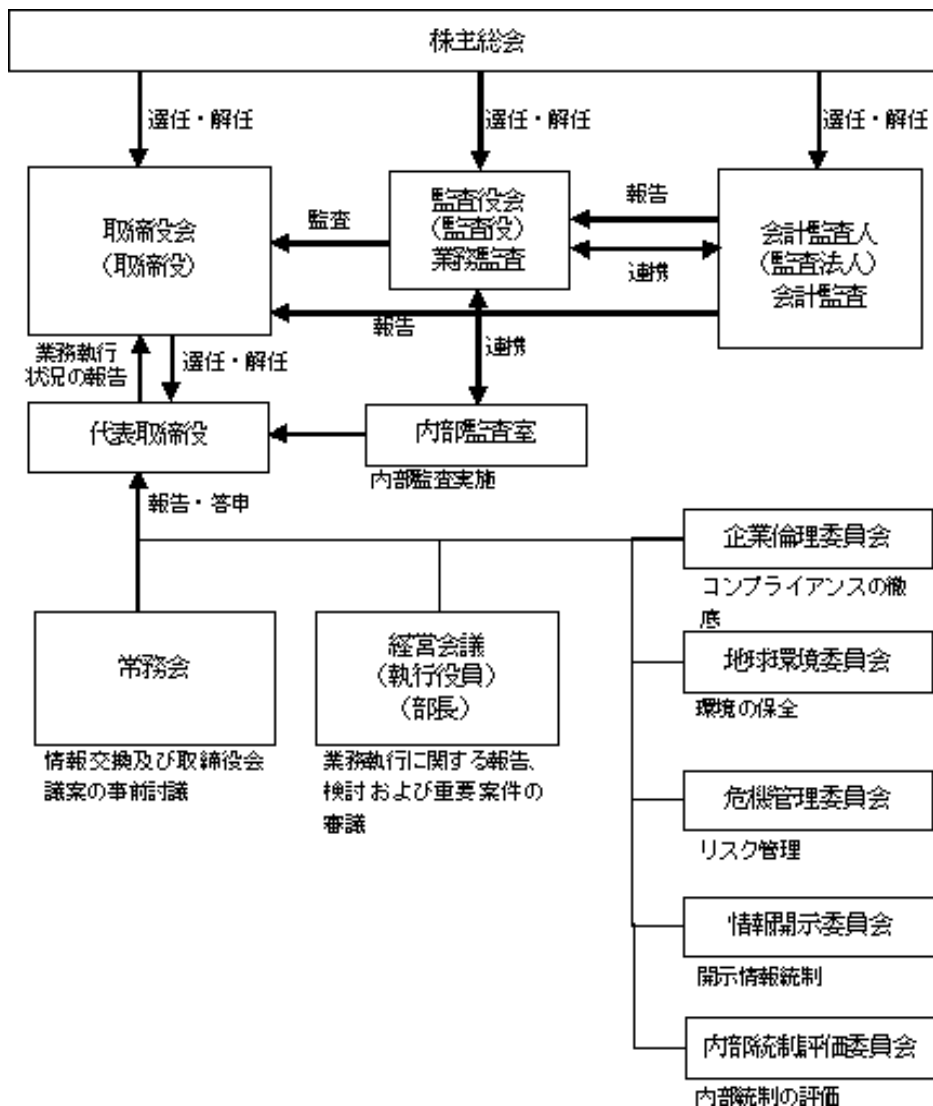 株主総会
選任・解任
選任・解任
選任・解任
取締役会
(取締役)
監査
監査役会
(監査役)
業務監査
報告
連携
会計監査人
(監査法人)
会計監査
報告
業務執行
状況の報告
選任・解任
連携
代表取締役
内部監査室
内部監査実施
報告・答申
企業倫理委員会
コンプライアンスの徹
底
常務会
情報交換及び取締役会
議案の事前討議
経営会議
(執行役員)
(部長)
業務執行に関する報告、
検討および重要案件の
審議
地球環境委員会
環境の保全
危機管理委員会
リスク管理
情報開示委員会
開示情報統制
内部統制評価委員会
内部統制の評価